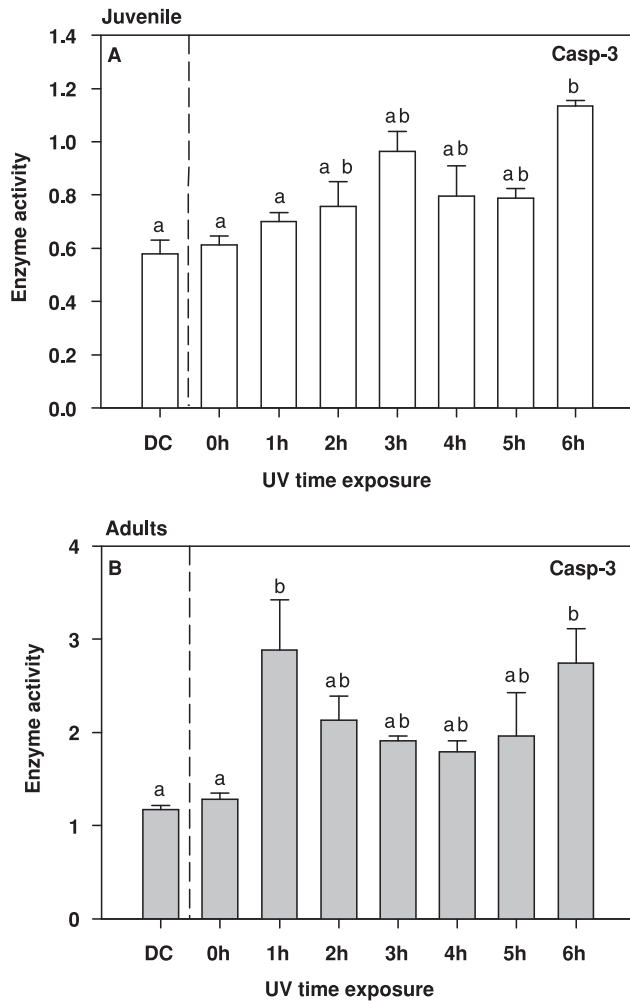 Juvenile
A
Casp-3
Enzyme activity
1.4
1.2
1.0
0.8
0.6
0.4
0.2
0.0
a
a
a
a b
ab
ab
ab
b
DC 0h 1h 2h 3h 4h 5h 6h
UV time exposure
Adults
B
Casp-3
Enzyme activity
4
3
2
1
0
a
a
b
ab
ab
ab
ab
b
DC 0h 1h 2h 3h 4h 5h 6h
UV time exposure